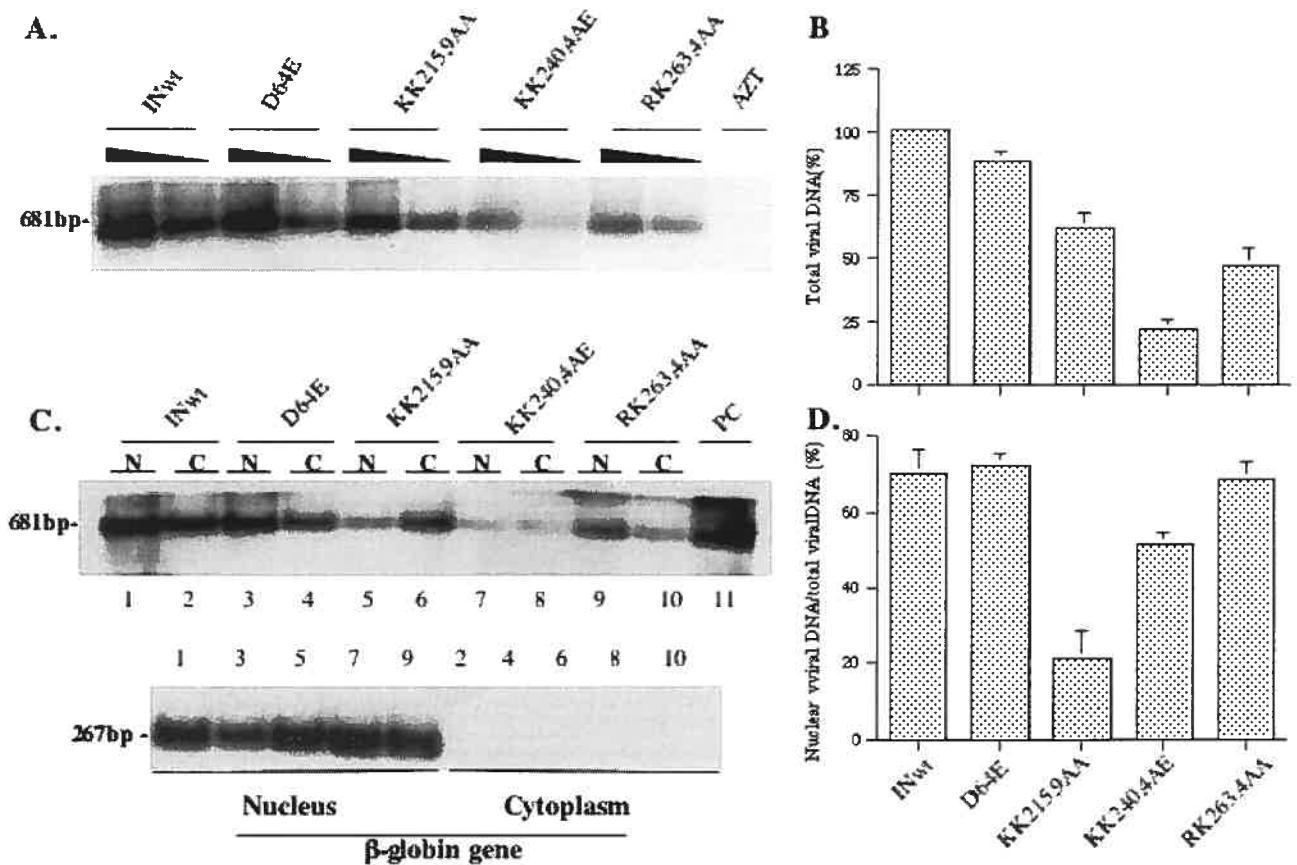 A.
INwt D64E KK215,9AA KK240,4AE RK263,4AA AZT
681bp-
B
125
100
75
50
25
0
Total viral DNA(%)
C.
INwt D64E KK215,9AA KK240,4AE RK263,4AA PC
N C N C N C N C N C
681bp-
1 2 3 4 5 6 7 8 9 10 11
1 3 5 7 9 2 4 6 8 10
267bp -
Nucleus Cytoplasm
β-globin gene
D.
80
60
40
20
0
Nuclear vviral DNA/total viralDNA (%)
INwt D64E KK215,9AA KK240,4AE RK263,4AA